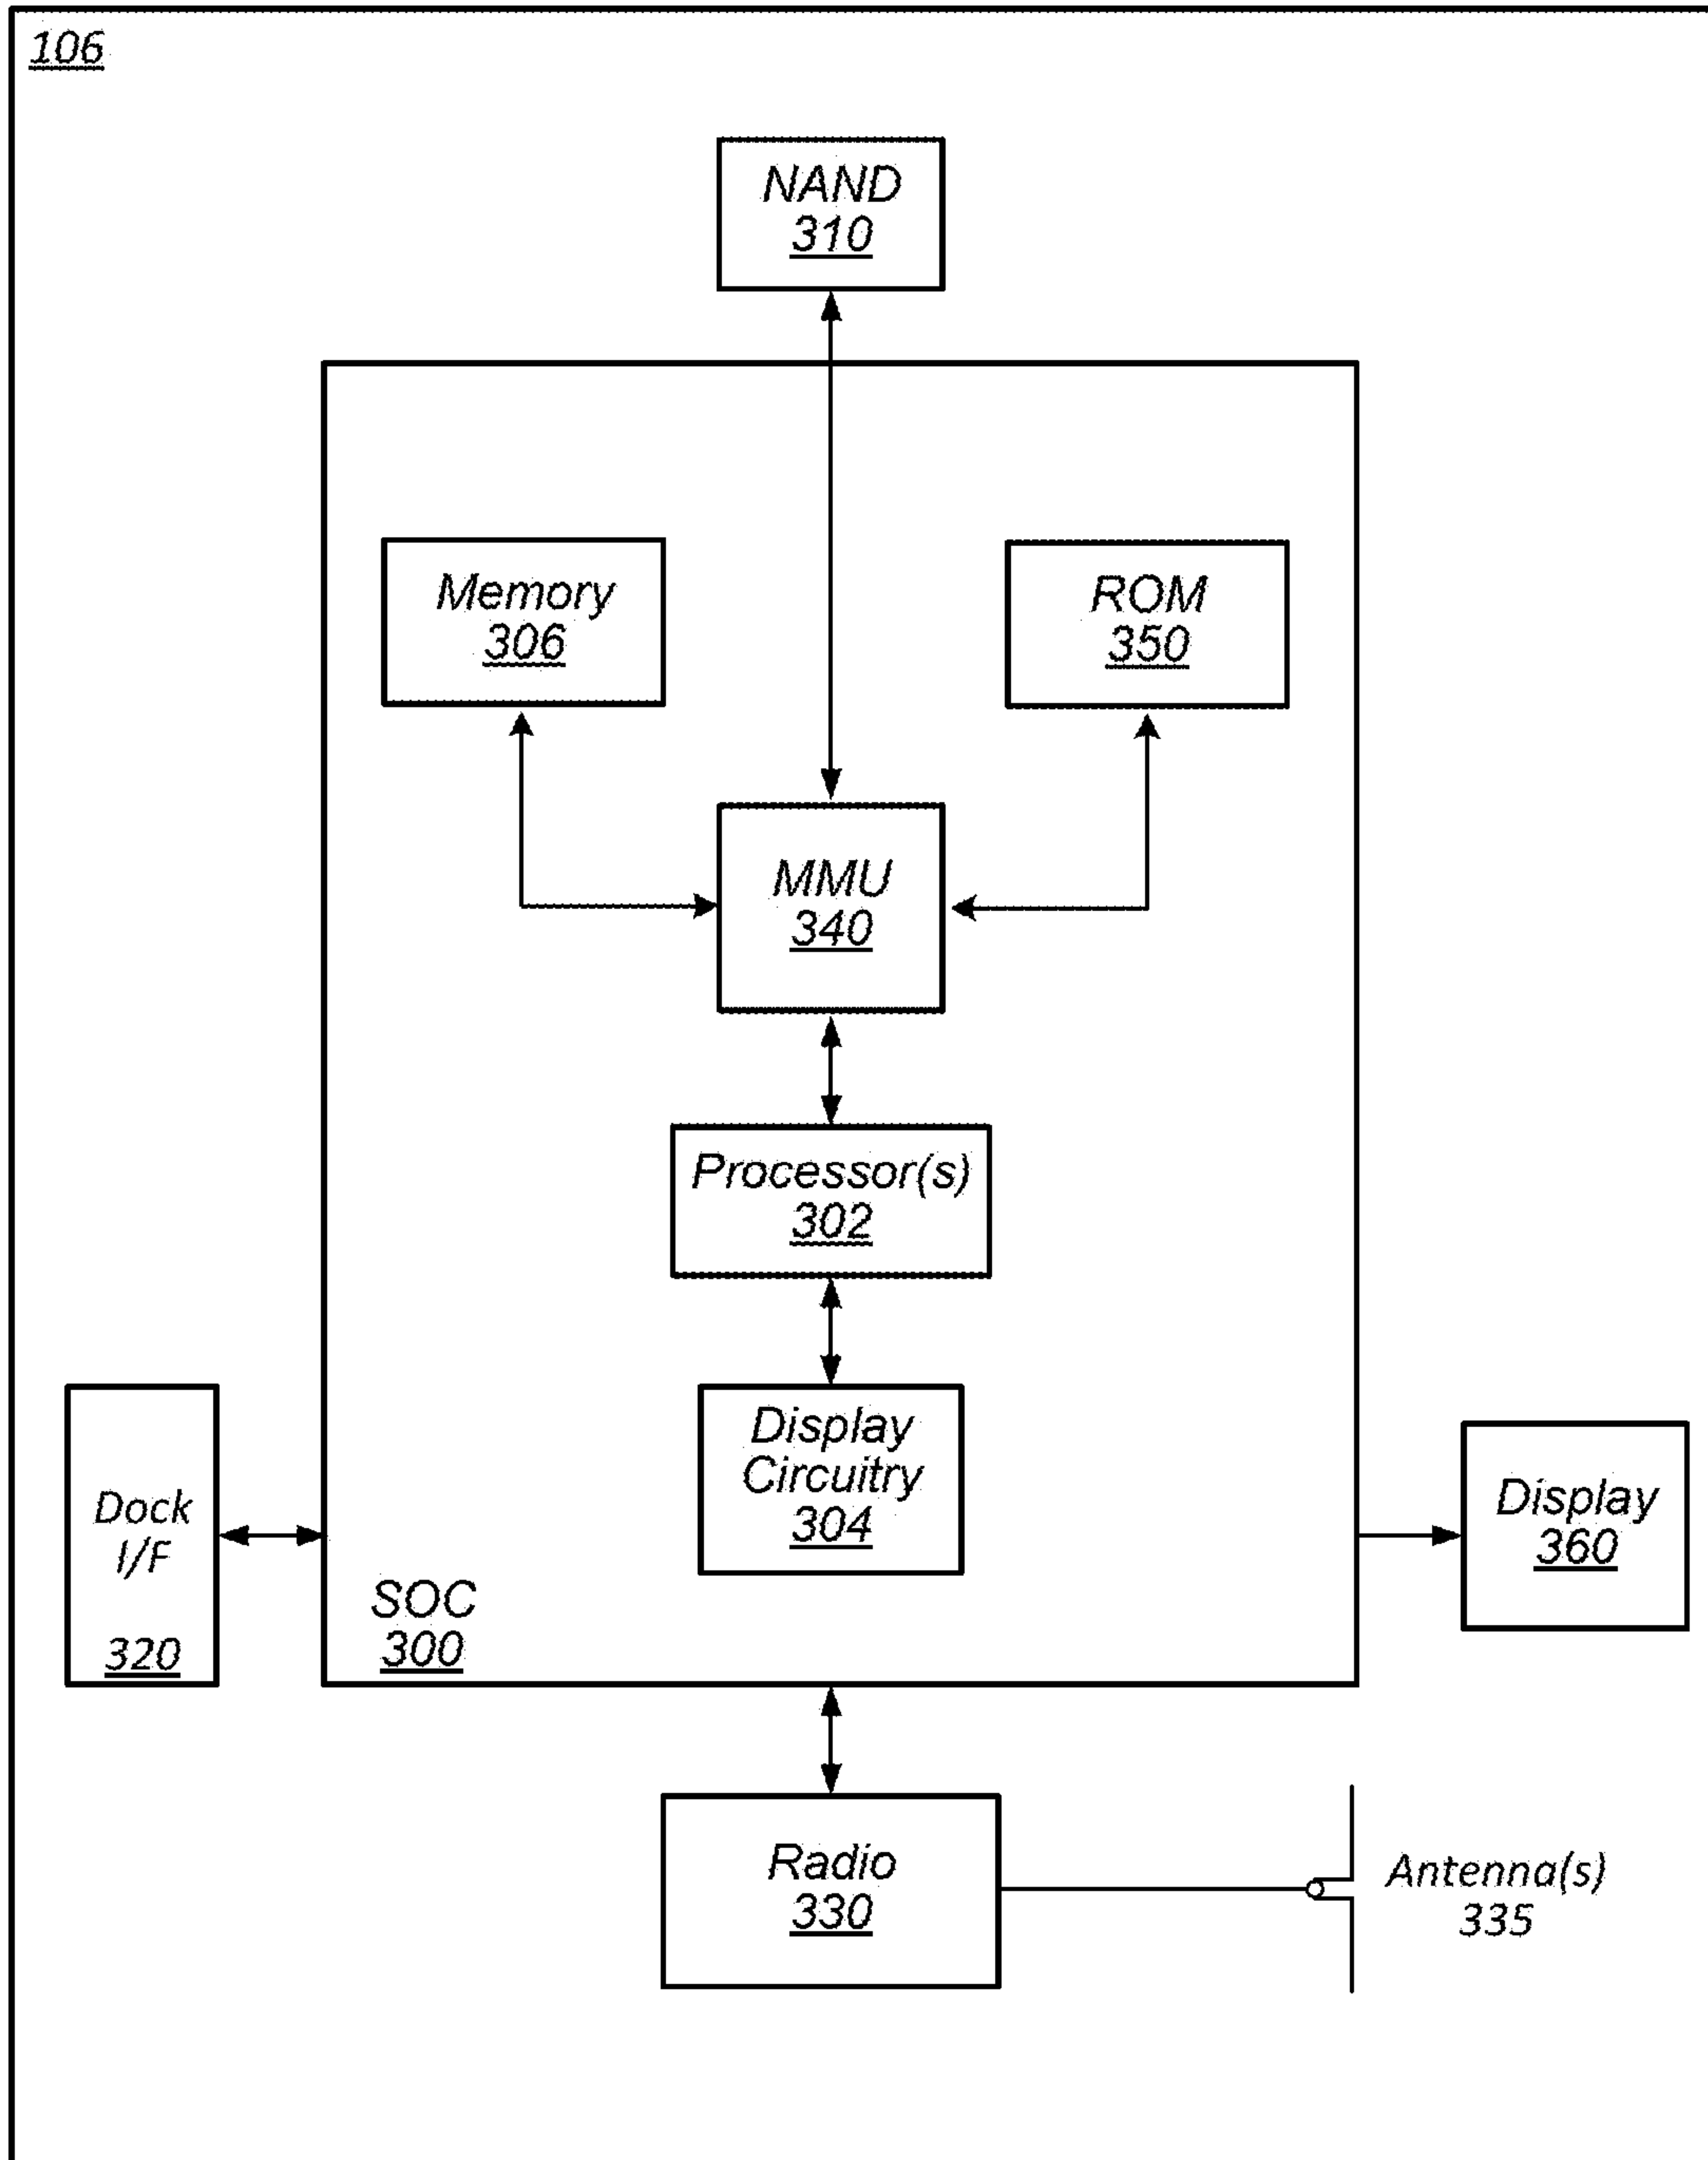 106
NAND
310
Memory
306
ROM
350
MMU
340
Processor(s)
302
Display
Circuitry
304
Dock
I/F
320
SOC
300
Display
360
Radio
330
Antenna(s)
335